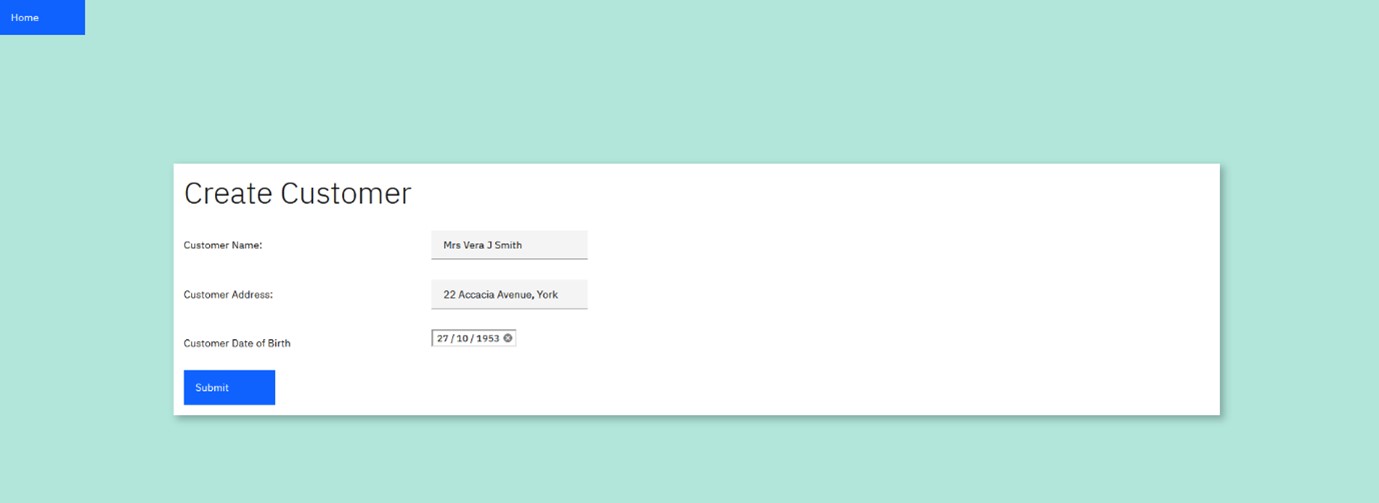 Home
Create Customer
Customer Name:
Mrs Vera J Smith
Customer Address:
22 Accacia Avenue, York
Customer Date of Birth
27 / 10 / 1953
Submit